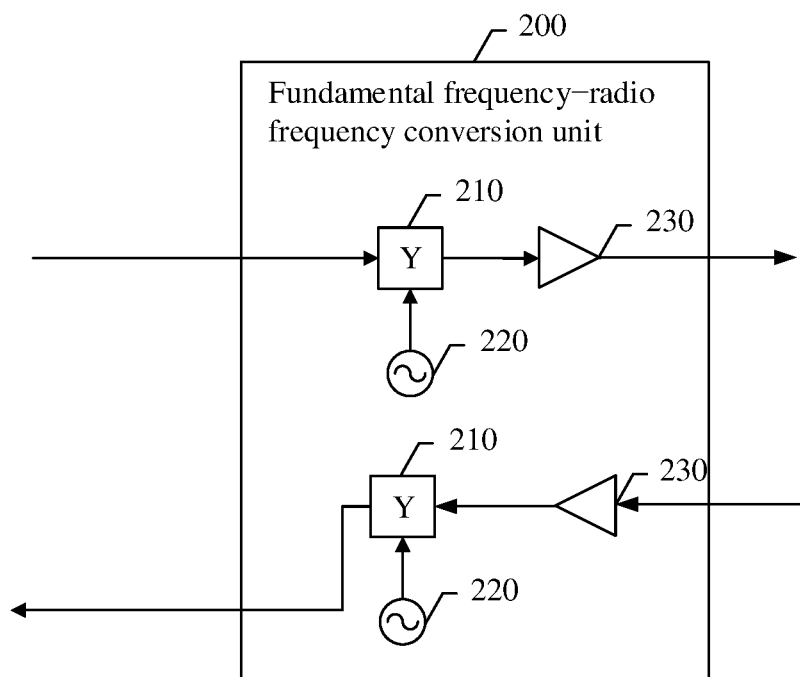 200
Fundamental frequency−radio
frequency conversion unit
210
230
Y
220
210
230
Y
220